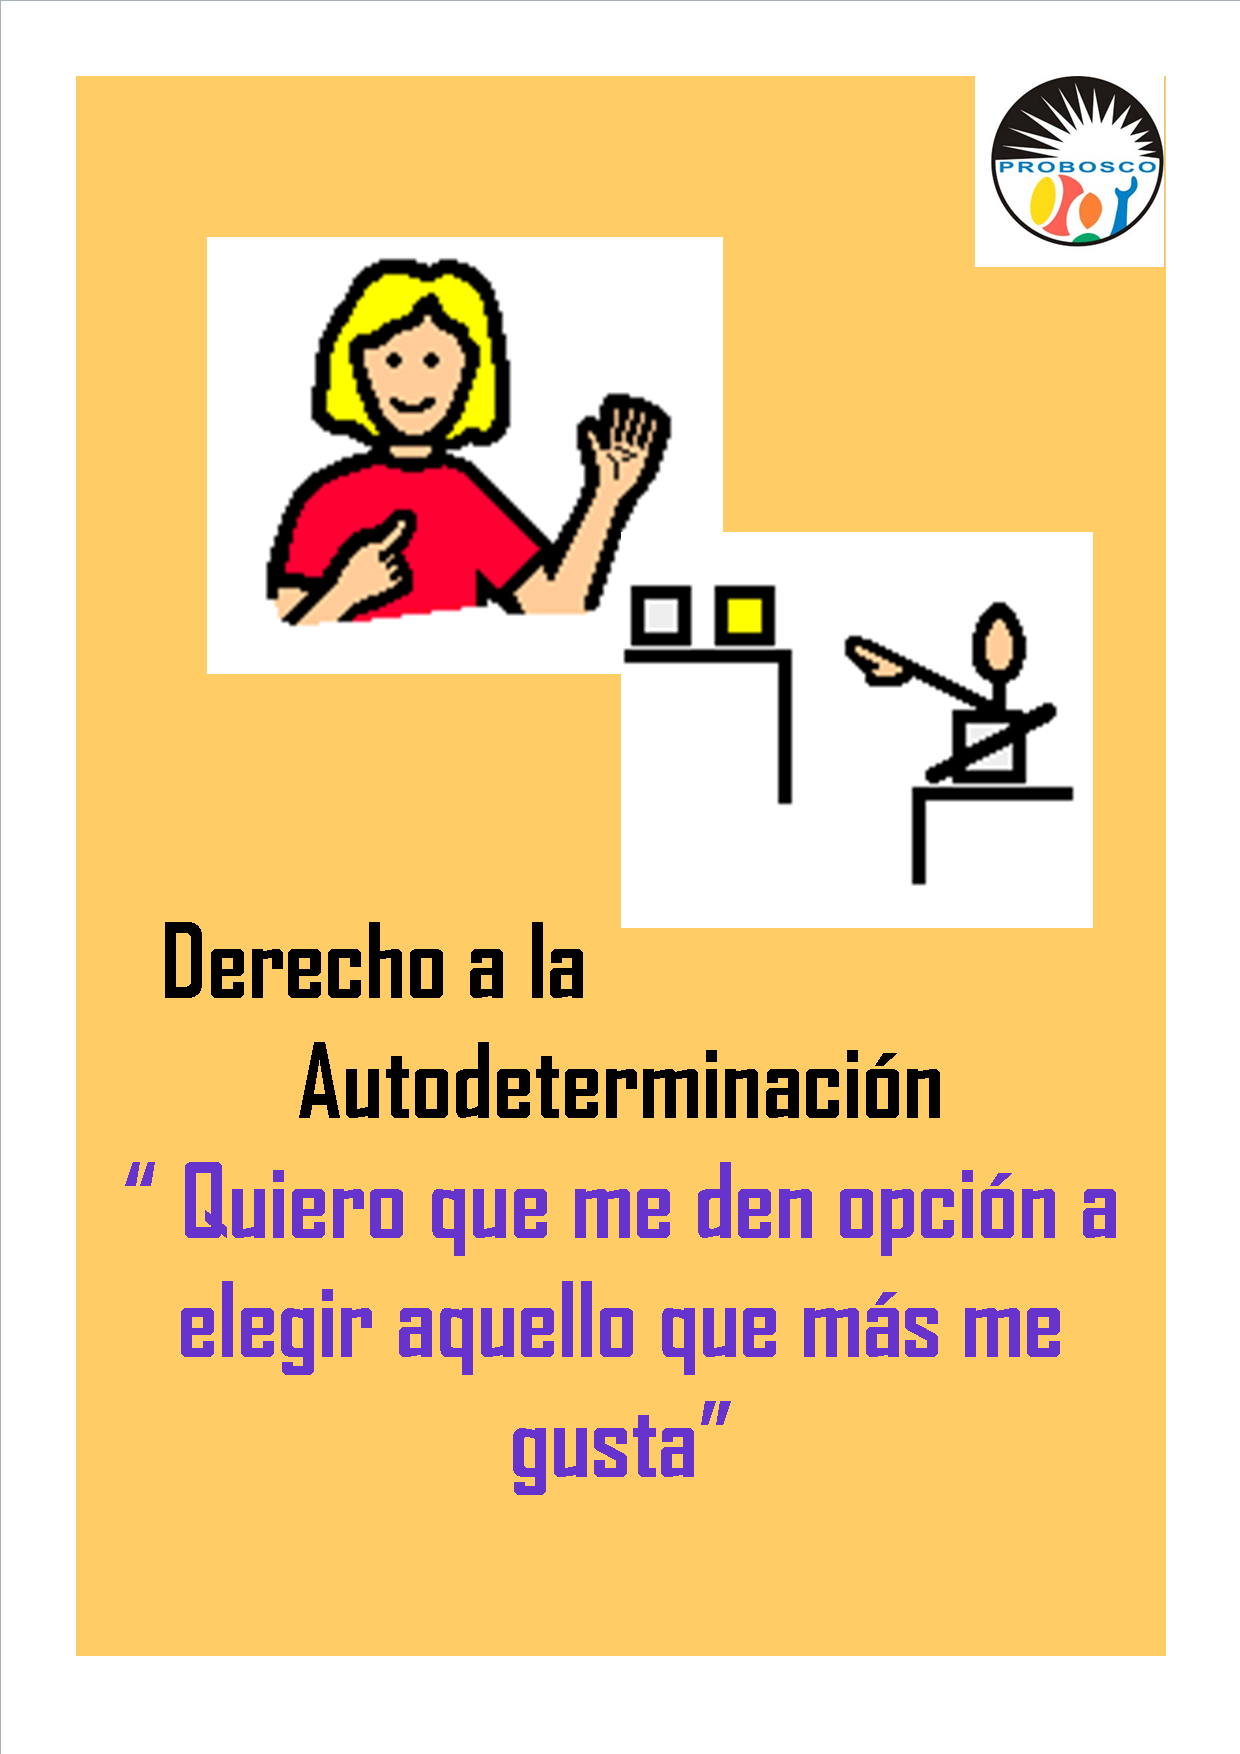 PROBOSCO
Derecho a la
Autodeterminación
“ Quiero que me den opción a
elegir aquello que más me
gusta”